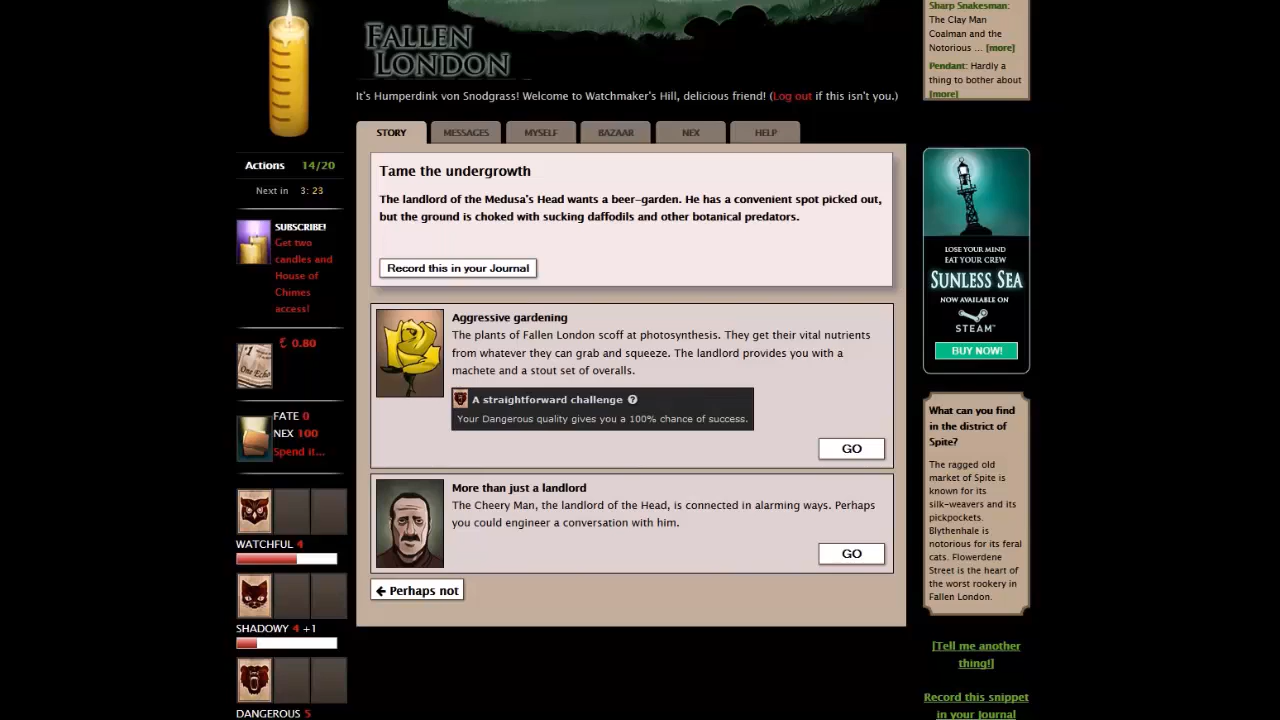 FALLEN
LONDON
It's Humperdink von Snodgrass! Welcome to Watchmaker's Hill, delicious friend! (Log out if this isn't you.)
Actions 14/20
Next in 3: 23
SUBSCRIBE!
Get two
candles and
House of
Chimes
access!
0.80
FATE 0
NEX 100
Spend it...
WATCHFUL 4
SHADOWY 4 +1
DANGEROUS 5
STORY
MESSAGES
MYSELF
BAZAAR
NEX
HELP
Tame the undergrowth
The landlord of the Medusa's Head wants a beer-garden. He has a convenient spot picked out,
but the ground is choked with sucking daffodils and other botanical predators.
Record this in your Journal
Aggressive gardening
The plants of Fallen London scoff at photosynthesis. They get their vital nutrients
from whatever they can grab and squeeze. The landlord provides you with a
machete and a stout set of overalls.
A straightforward challenge ?
Your Dangerous quality gives you a 100% chance of success.
GO
More than just a landlord
The Cheery Man, the landlord of the Head, is connected in alarming ways. Perhaps
you could engineer a conversation with him.
GO
Perhaps not
Sharp Snakesman:
The Clay Man
Coalman and the
Notorious ... [more]
Pendant: Hardly a
thing to bother about
[more]
LOSE YOUR MIND
EAT YOUR CREW
SUNLESS SEA
NOW AVAILABLE ON
STEAM™
BUY NOW!
What can you find
in the district of
Spite?
The ragged old
market of Spite is
known for its
silk-weavers and its
pickpockets.
Blythenhale is
notorious for its feral
cats. Flowerdene
Street is the heart of
the worst rookery in
Fallen London.
[Tell me another
thing!]
Record this snippet
in your Journal